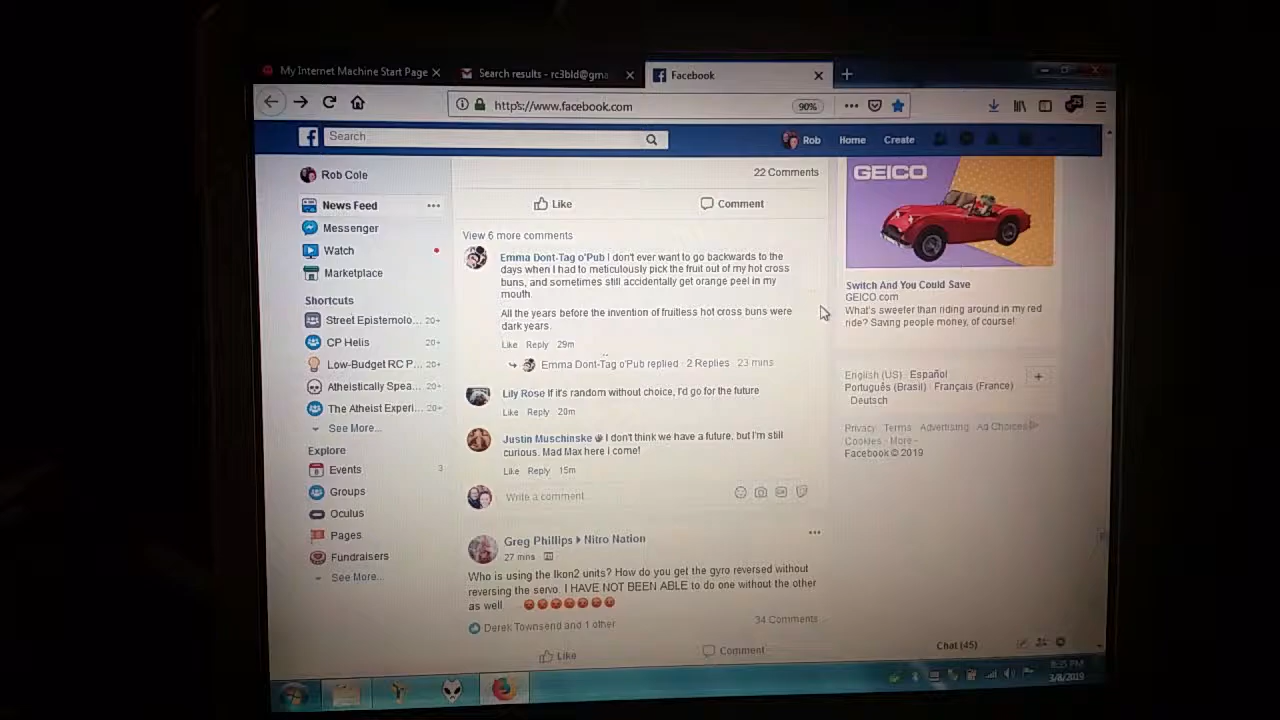 My Internet Machine Start Page
Search results - rc3bld@gma
Facebook
https://www.facebook.com
90%
Search
Rob
Home
Create
Rob Cole
News Feed
Messenger
Watch
Marketplace
Shortcuts
Street Epistemolo... 20+
CP Helis 20+
Low-Budget RC P... 20+
Atheistically Spea... 20+
The Atheist Experi... 20+
See More...
Explore
Events 3
Groups
Oculus
Pages
Fundraisers
See More...
22 Comments
Like
Comment
View 6 more comments
Emma Dont-Tag o'Pub I don't ever want to go backwards to the
days when I had to meticulously pick the fruit out of my hot cross
buns, and sometimes still accidentally get orange peel in my
mouth.
All the years before the invention of fruitless hot cross buns were
dark years.
Like · Reply · 29m
Emma Dont-Tag o'Pub replied · 2 Replies 23 mins
Lily Rose If it's random without choice, I'd go for the future
Like · Reply · 20m
Justin Muschinske I don't think we have a future, but I'm still
curious. Mad Max here I come!
Like · Reply · 15m
Write a comment...
Greg Phillips ▸ Nitro Nation
27 mins ·
Who is using the Ikon2 units? How do you get the gyro reversed without
reversing the servo. I HAVE NOT BEEN ABLE to do one without the other
as well.
Derek Townsend and 1 other
34 Comments
Like
Comment
GEICO
Switch And You Could Save
GEICO.com
What's sweeter than riding around in my red
ride? Saving people money, of course!
English (US) · Español
Português (Brasil) · Français (France)
· Deutsch
Privacy · Terms · Advertising · Ad Choices
Cookies · More
Facebook © 2019
Chat (45)
8:35 PM
3/8/2019